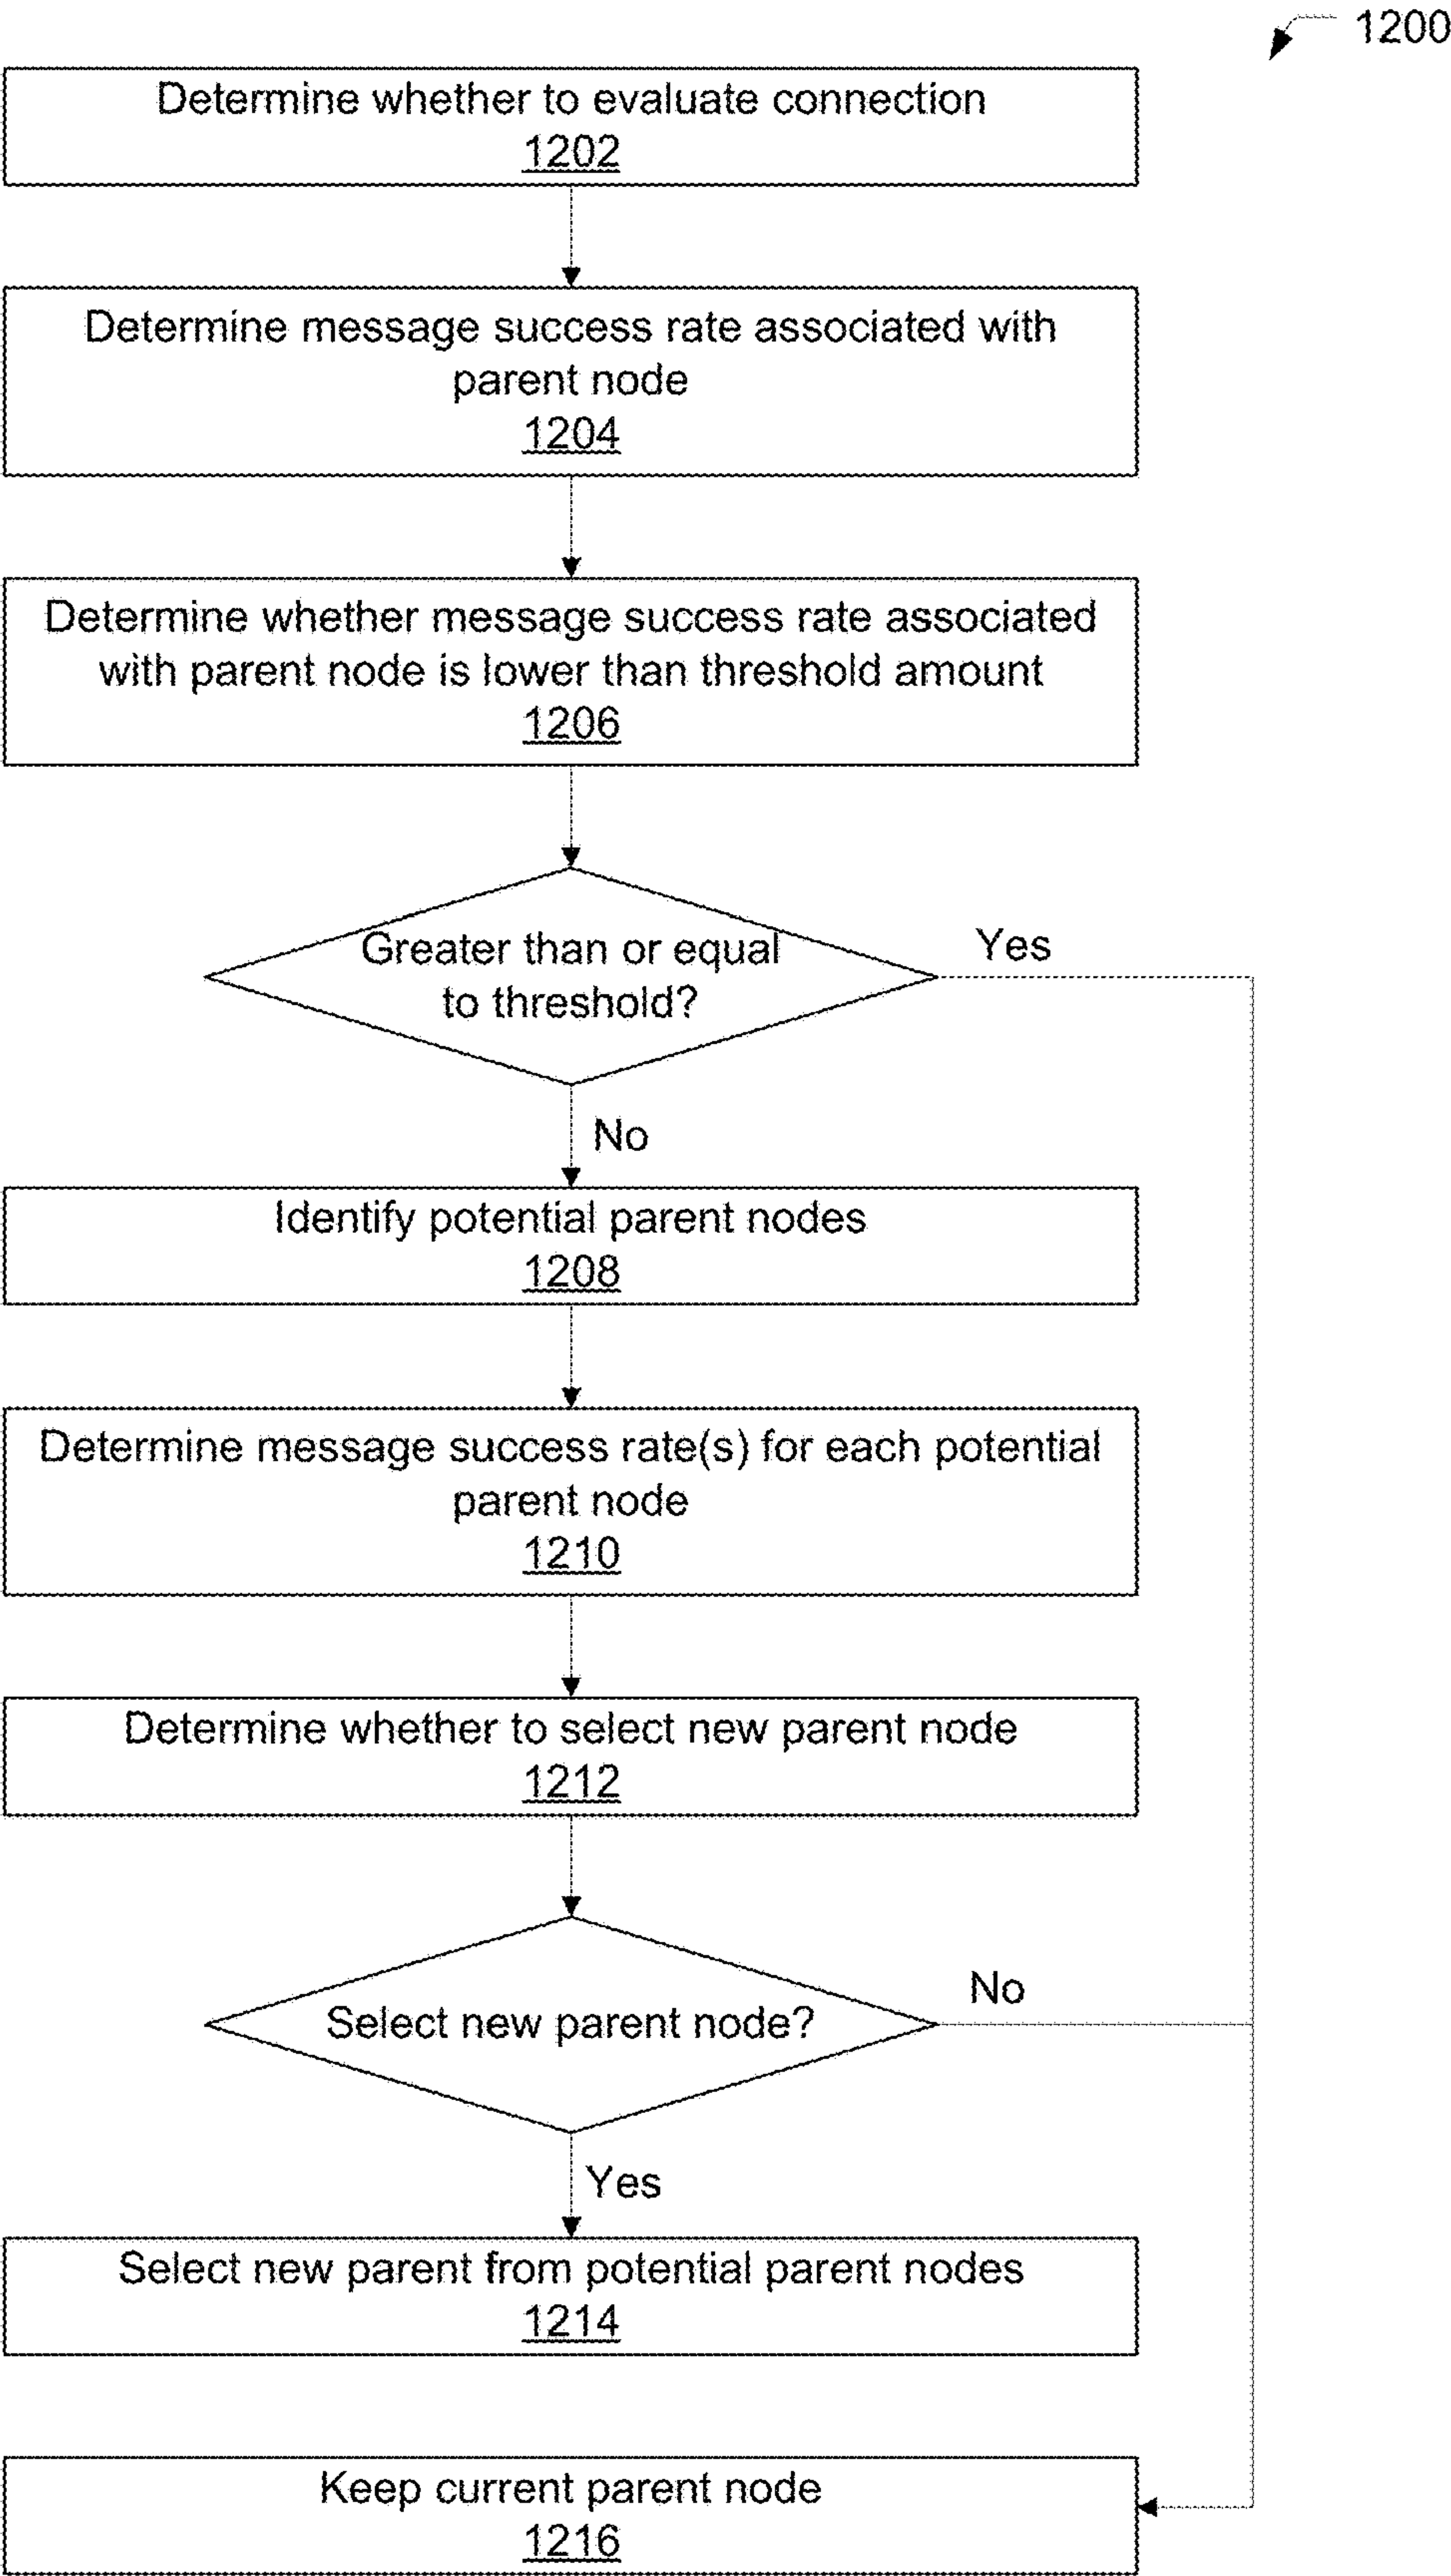 1200
Determine whether to evaluate connection
1202
Determine message success rate associated with
parent node
1204
Determine whether message success rate associated
with parent node is lower than threshold amount
1206
Greater than or equal
to threshold?
Yes
No
Identify potential parent nodes
1208
Determine message success rate(s) for each potential
parent node
1210
Determine whether to select new parent node
1212
Select new parent node?
No
Yes
Select new parent from potential parent nodes
1214
Keep current parent node
1216